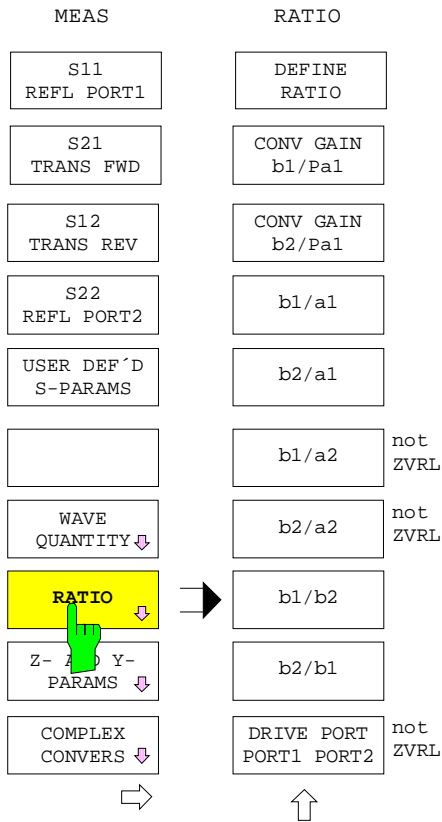 MEAS
RATIO
S11
REFL PORT1
DEFINE
RATIO
S21
TRANS FWD
CONV GAIN
b1/Pa1
S12
TRANS REV
CONV GAIN
b2/Pa1
S22
REFL PORT2
b1/a1
USER DEF´D
S-PARAMS
b2/a1
b1/a2
not
ZVRL
WAVE
QUANTITY
b2/a2
not
ZVRL
RATIO
b1/b2
Z- AND Y-
PARAMS
b2/b1
COMPLEX
CONVERS
DRIVE PORT
PORT1 PORT2
not
ZVRL